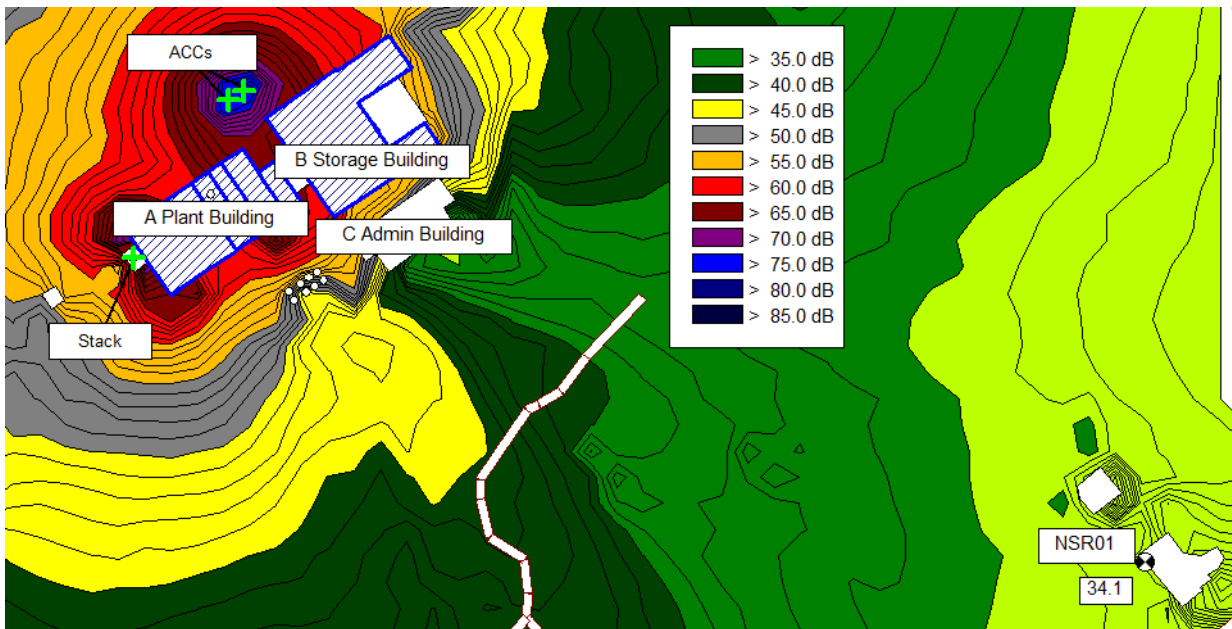 ACCs
B Storage Building
A Plant Building
C Admin Building
Stack
> 35.0 dB
> 40.0 dB
> 45.0 dB
> 50.0 dB
> 55.0 dB
> 60.0 dB
> 65.0 dB
> 70.0 dB
> 75.0 dB
> 80.0 dB
> 85.0 dB
NSR01
34.1